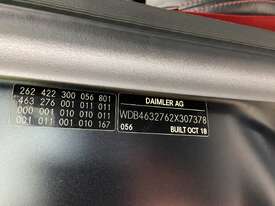 262 422 300 056 801
463 276 001 011 011
000 001 010 010 010
001 011 001 010 167
DAIMLER AG
WDB4632762X307378
056 BUILT OCT 18